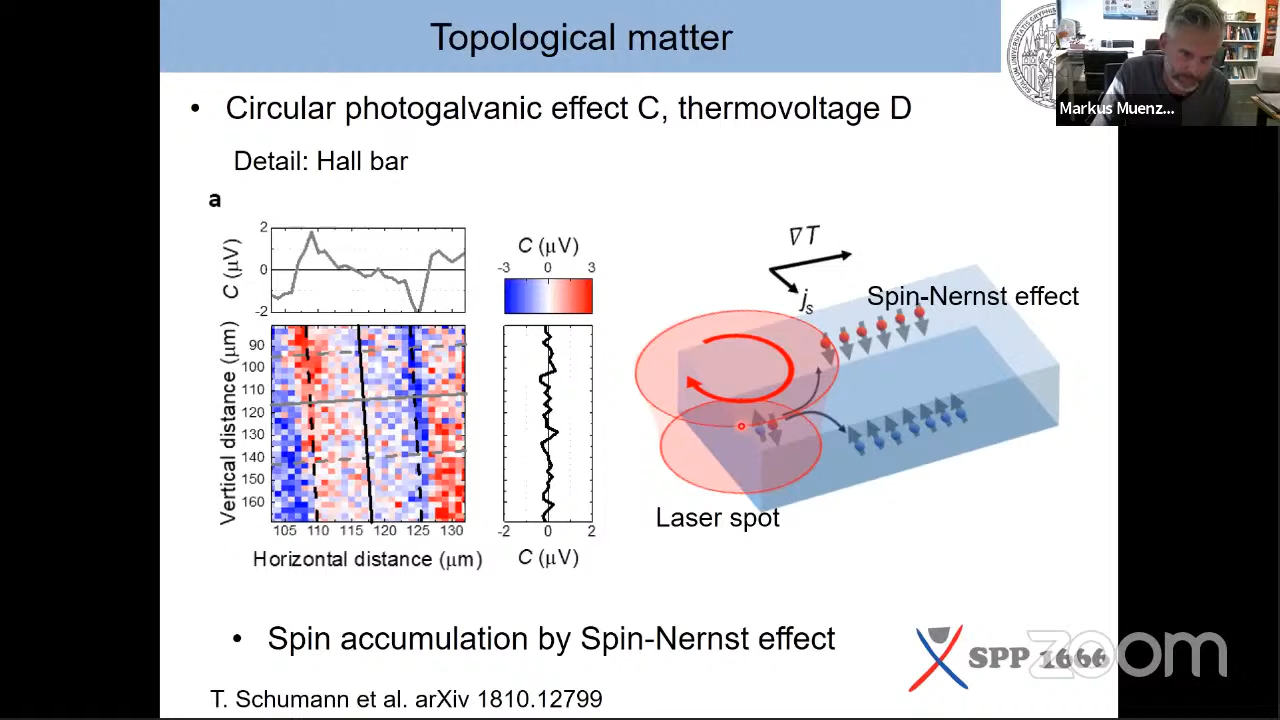 Topological matter
Markus Muenz...
• Circular photogalvanic effect C, thermovoltage D
Detail: Hall bar
a
C (μV)
2
0
-2
C (μV)
-3 0 3
Vertical distance (μm)
90
100
110
120
130
140
150
160
105 110 115 120 125 130
Horizontal distance (μm)
-2 0 2
C (μV)
∇T
js
Spin-Nernst effect
Laser spot
• Spin accumulation by Spin-Nernst effect
SPP 1666
zoom
T. Schumann et al. arXiv 1810.12799